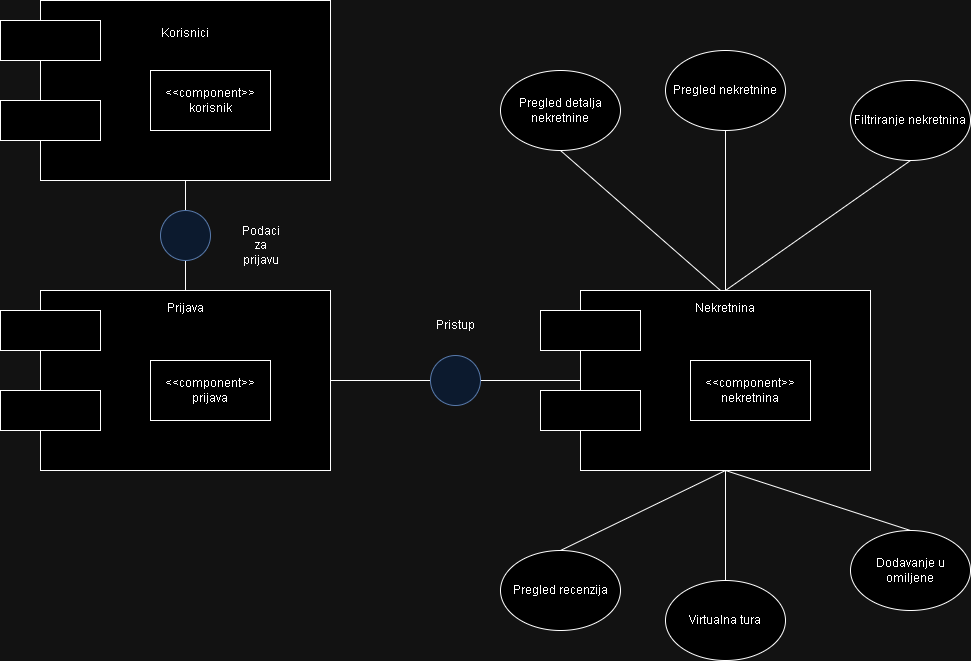 Korisnici
<<component>>
korisnik
Pregled detalja
nekretnine
Pregled nekretnine
Filtriranje nekretnina
Podaci
za
prijavu
Prijava
<<component>>
prijava
Pristup
Nekretnina
<<component>>
nekretnina
Pregled recenzija
Virtualna tura
Dodavanje u
omiljene